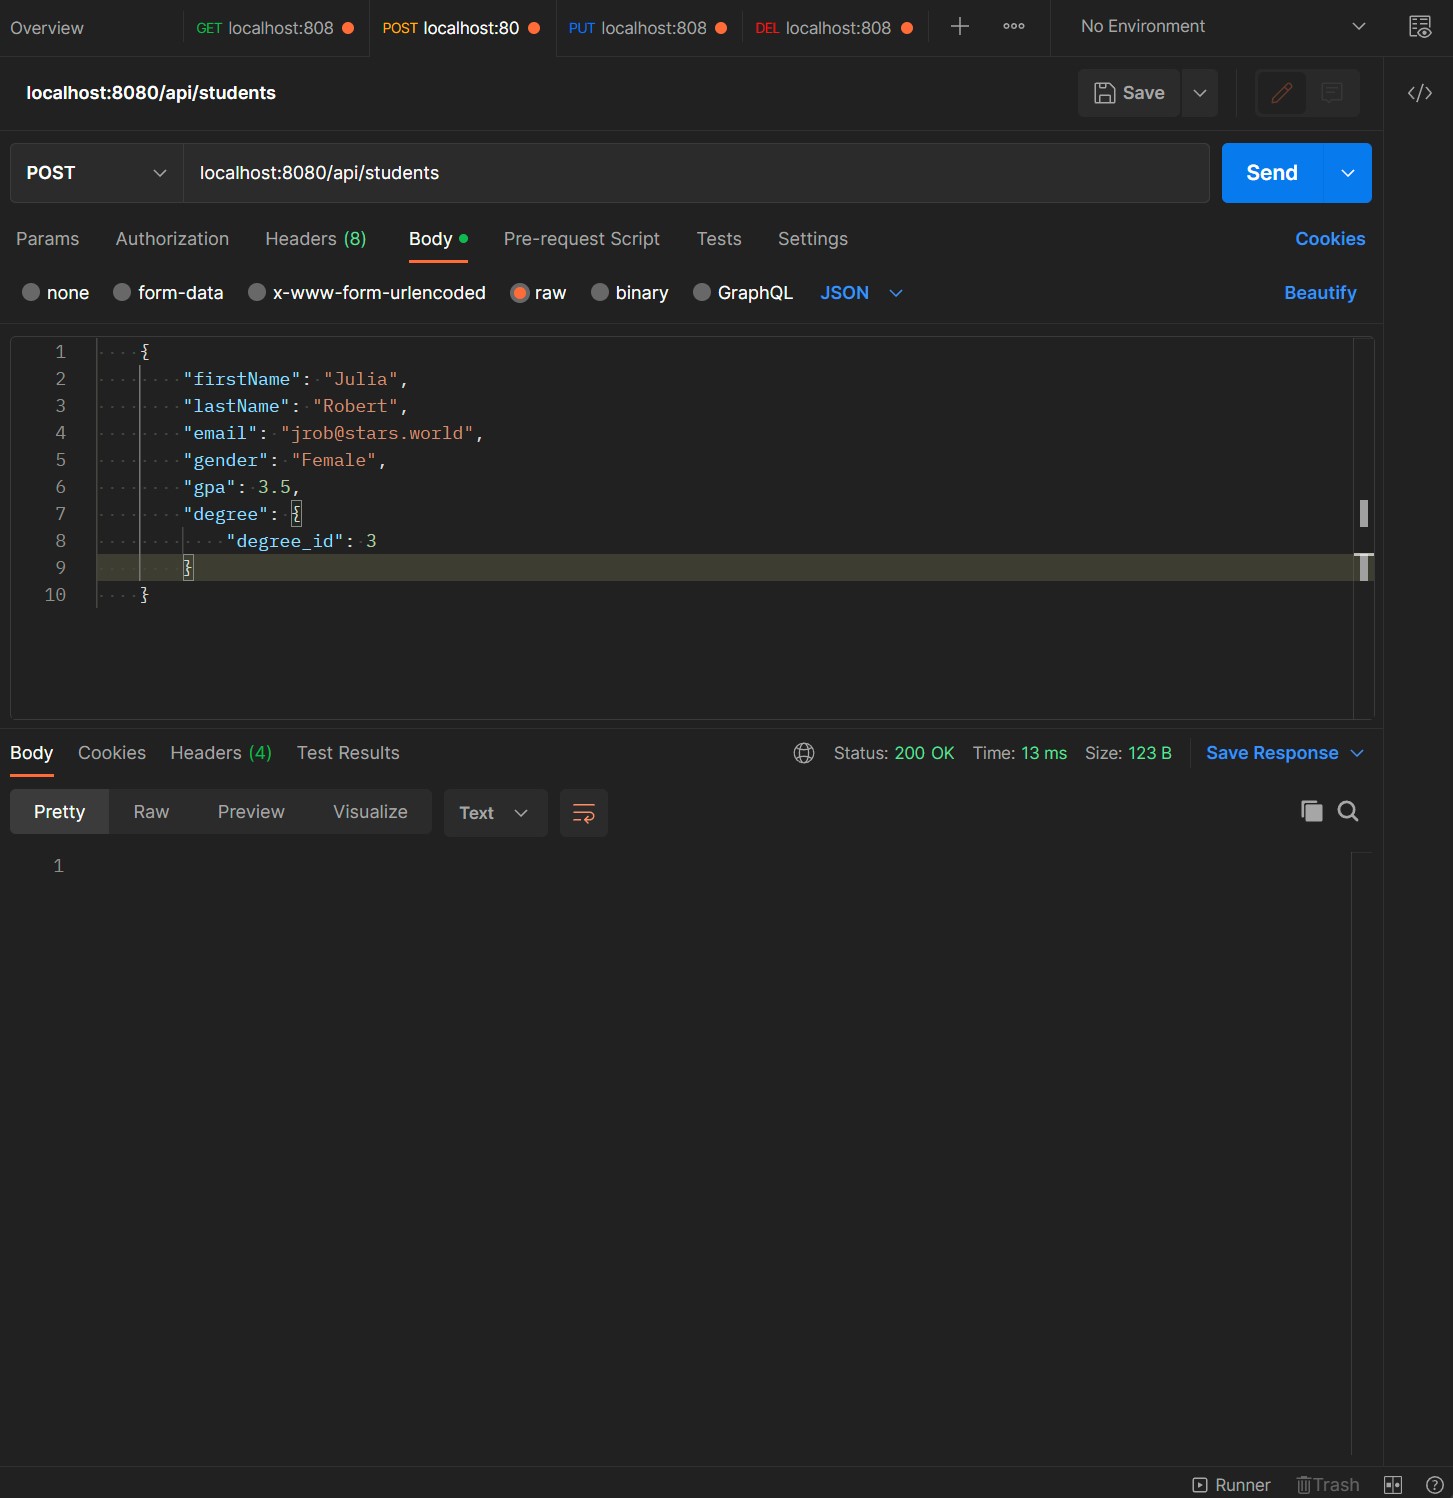 Overview GET localhost:808 POST localhost:80 PUT localhost:808 DEL localhost:808 No Environment
localhost:8080/api/students Save
POST localhost:8080/api/students Send
Params Authorization Headers (8) Body Pre-request Script Tests Settings Cookies
none form-data x-www-form-urlencoded raw binary GraphQL JSON Beautify
1 {
2 "firstName": "Julia",
3 "lastName": "Robert",
4 "email": "jrob@stars.world",
5 "gender": "Female",
6 "gpa": 3.5,
7 "degree": {
8 "degree_id": 3
9 }
10 }
Body Cookies Headers (4) Test Results Status: 200 OK Time: 13 ms Size: 123 B Save Response
Pretty Raw Preview Visualize Text
1
Runner Trash